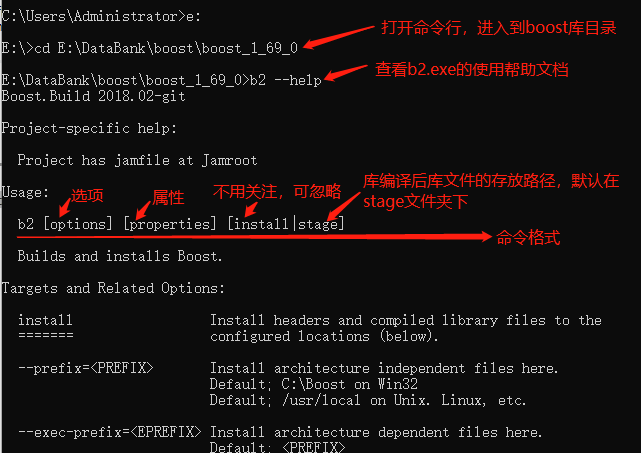 C:\Users\Administrator>e:
打开命令行，进入到boost库目录
E:\>cd E:\DataBank\boost\boost_1_69_0
查看b2.exe的使用帮助文档
E:\DataBank\boost\boost_1_69_0>b2 --help
Boost.Build 2018.02-git
Project-specific help:
Project has jamfile at Jamroot
Usage:
选项
属性
不用关注，可忽略
库编译后库文件的存放路径，默认在
stage文件夹下
b2 [options] [properties] [install|stage]
命令格式
Builds and installs Boost.
Targets and Related Options:
install Install headers and compiled library files to the
======= configured locations (below).
--prefix=<PREFIX> Install architecture independent files here.
Default; C:\Boost on Win32
Default; /usr/local on Unix. Linux, etc.
--exec-prefix=<EPREFIX> Install architecture dependent files here.
Default; <PREFIX>